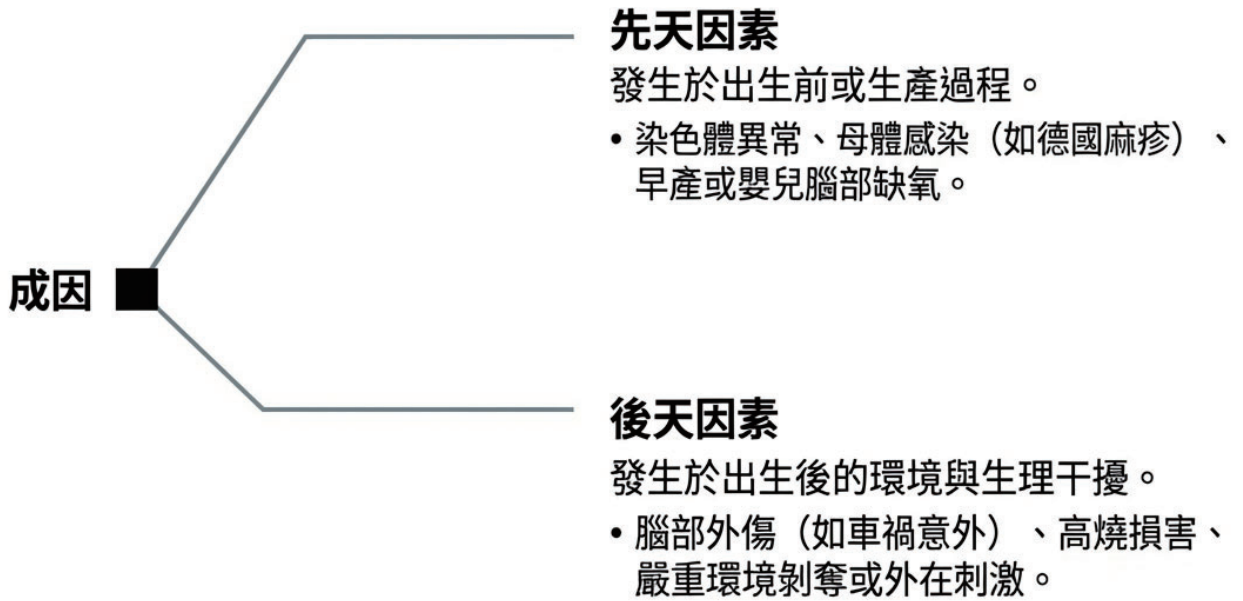 先天因素
發生於出生前或生產過程。
• 染色體異常、母體感染（如德國麻疹）、
早產或嬰兒腦部缺氧。
成因
後天因素
發生於出生後的環境與生理干擾。
• 腦部外傷（如車禍意外）、高燒損害、
嚴重環境剝奪或外在刺激。